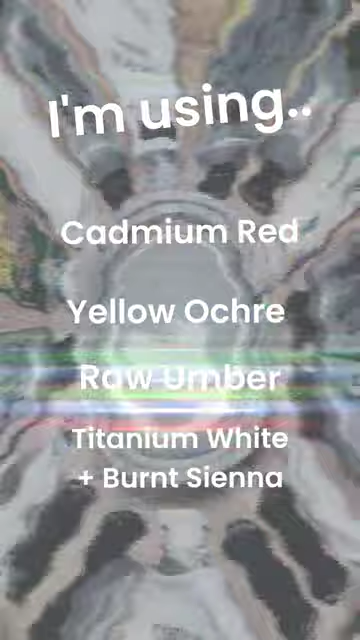 I'm using..
Cadmium Red
Yellow Ochre
Raw Umber
Titanium White
+ Burnt Sienna